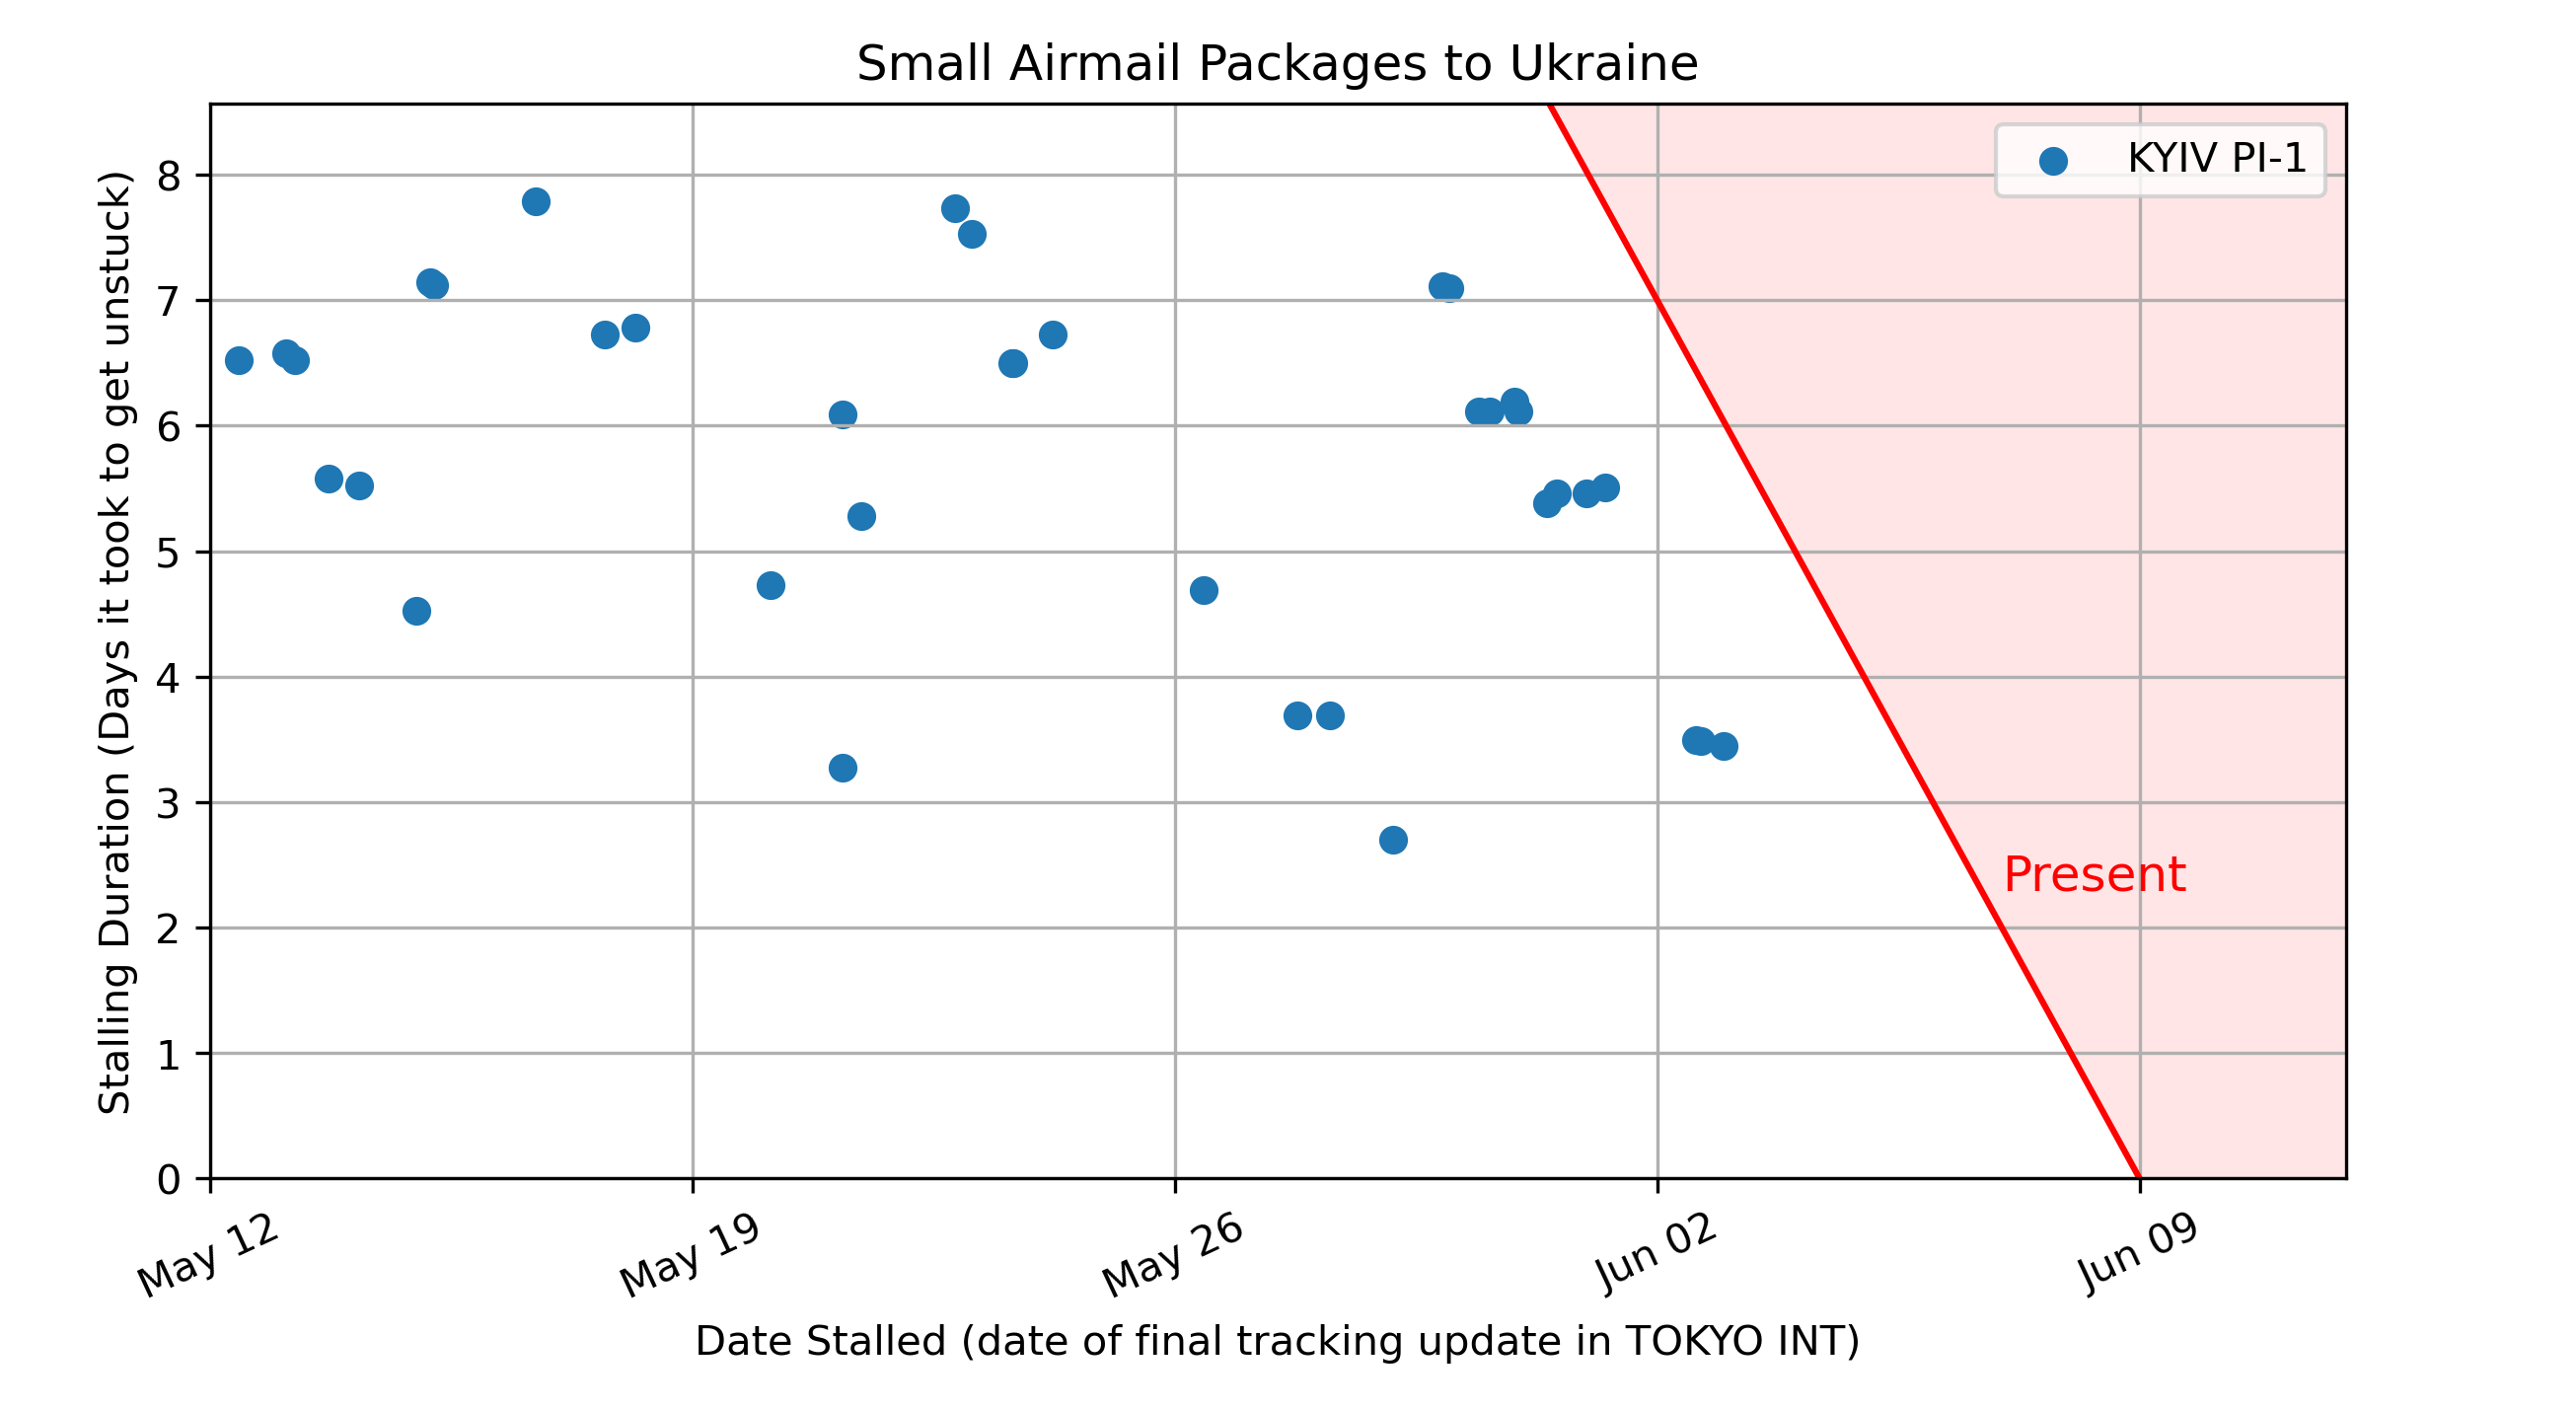 Small Airmail Packages to Ukraine
KYIV PI-1
Stalling Duration (Days it took to get unstuck)
8
7
6
5
4
3
2
1
0
Present
May 12
May 19
May 26
Jun 02
Jun 09
Date Stalled (date of final tracking update in TOKYO INT)